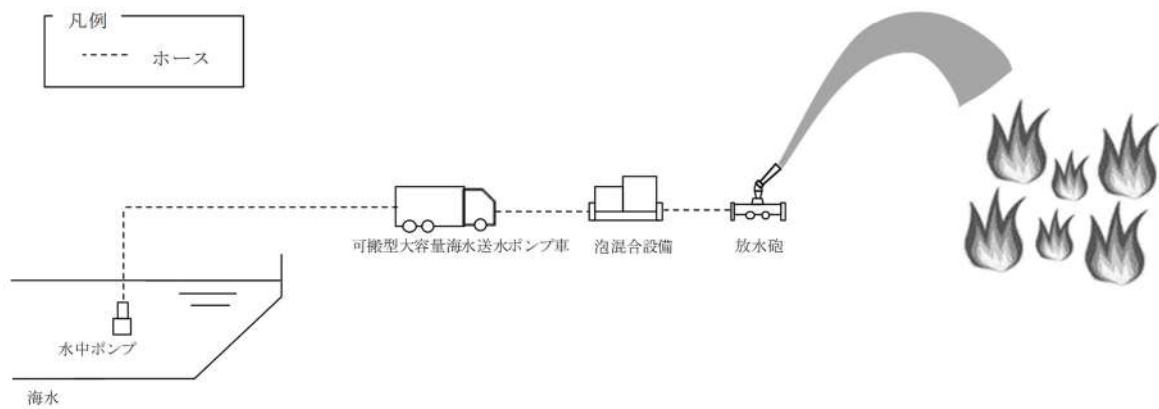 凡例
ホース
可搬型大容量海水送水ポンプ車
泡混合設備
放水砲
水中ポンプ
海水